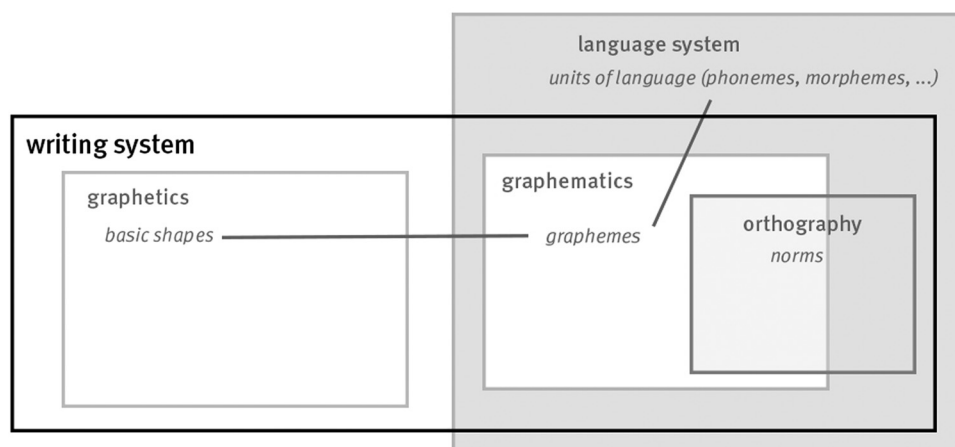 language system
units of language (phonemes, morphemes, ...)
writing system
graphetics
basic shapes
graphematics
graphemes
orthography
norms